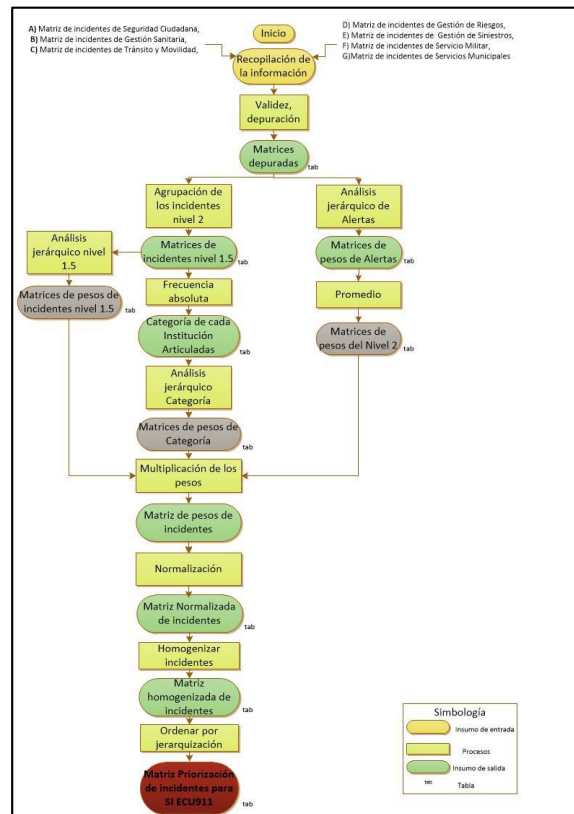 Inicio
A) Matriz de incidentes de Seguridad Ciudadana,
B) Matriz de incidentes de Gestión Sanitaria,
C) Matriz de incidentes de Tránsito y Movilidad,
D) Matriz de incidentes de Gestión de Riesgos,
E) Matriz de incidentes de Gestión de Siniestros,
F) Matriz de incidentes de Servicio Militar,
G)Matriz de incidentes de Servicios Municipales
Recopilación de
la información
Validez,
depuración
Matrices
depuradas
tab
Agrupación de
los incidentes
nivel 2
Análisis
jerárquico de
Alertas
Análisis
jerárquico nivel
1.5
Matrices de
incidentes nivel 1.5
tab
Matrices de
pesos de Alertas
tab
Matrices de pesos de
incidentes nivel 1.5
tab
Frecuencia
absoluta
Promedio
Categoría de cada
Institución
Articuladas
tab
Matrices de
pesos del Nivel 2
tab
Análisis
jerárquico
Categoría
Matrices de pesos de
Categoría
tab
Multiplicación de los
pesos
Matriz de pesos de
incidentes
tab
Normalización
Matriz Normalizada
de incidentes
tab
Homogenizar
incidentes
Matriz
homogenizada de
incidentes
tab
Ordenar por
jerarquización
Matriz Priorización
de incidentes para
SI ECU911
tab
Simbología
Insumo de entrada
Procesos
Insumo de salida
tab Tabla